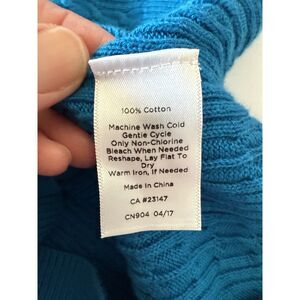 100% Cotton
Machine Wash Cold
Gentle Cycle
Only Non-Chlorine
Bleach When Needed
Reshape, Lay Flat To
Dry
Warm Iron, If Needed
Made In China
CA #23147
CN904 04/17